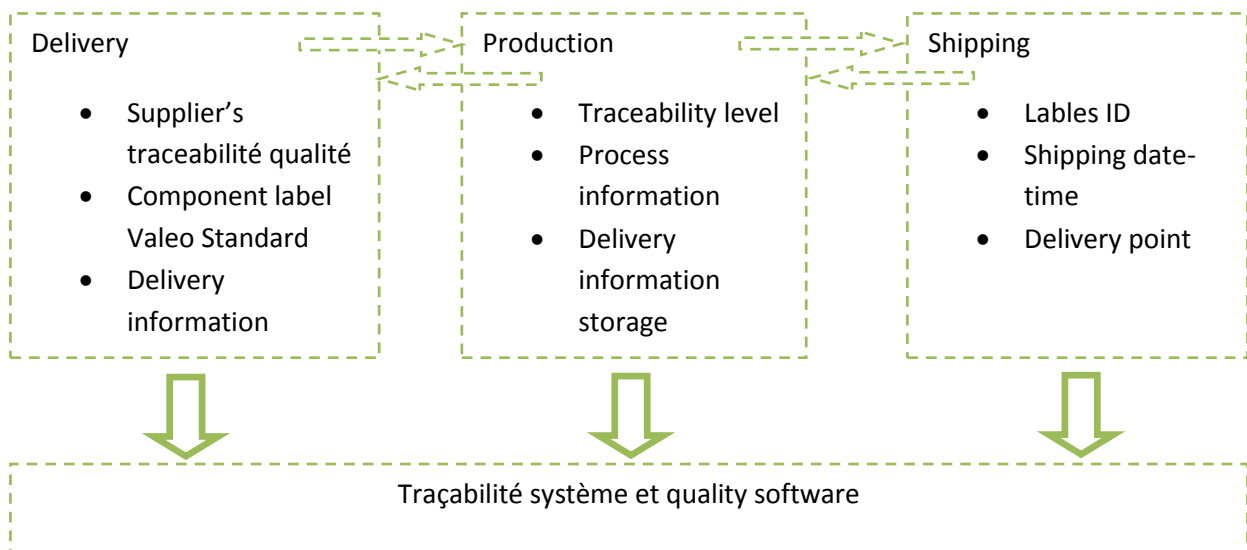 Delivery
• Supplier's
traceabilité qualité
• Component label
Valeo Standard
• Delivery
information
Production
• Traceability level
• Process
information
• Delivery
information
storage
Shipping
• Lables ID
• Shipping date-
time
• Delivery point
Traçabilité système et quality software